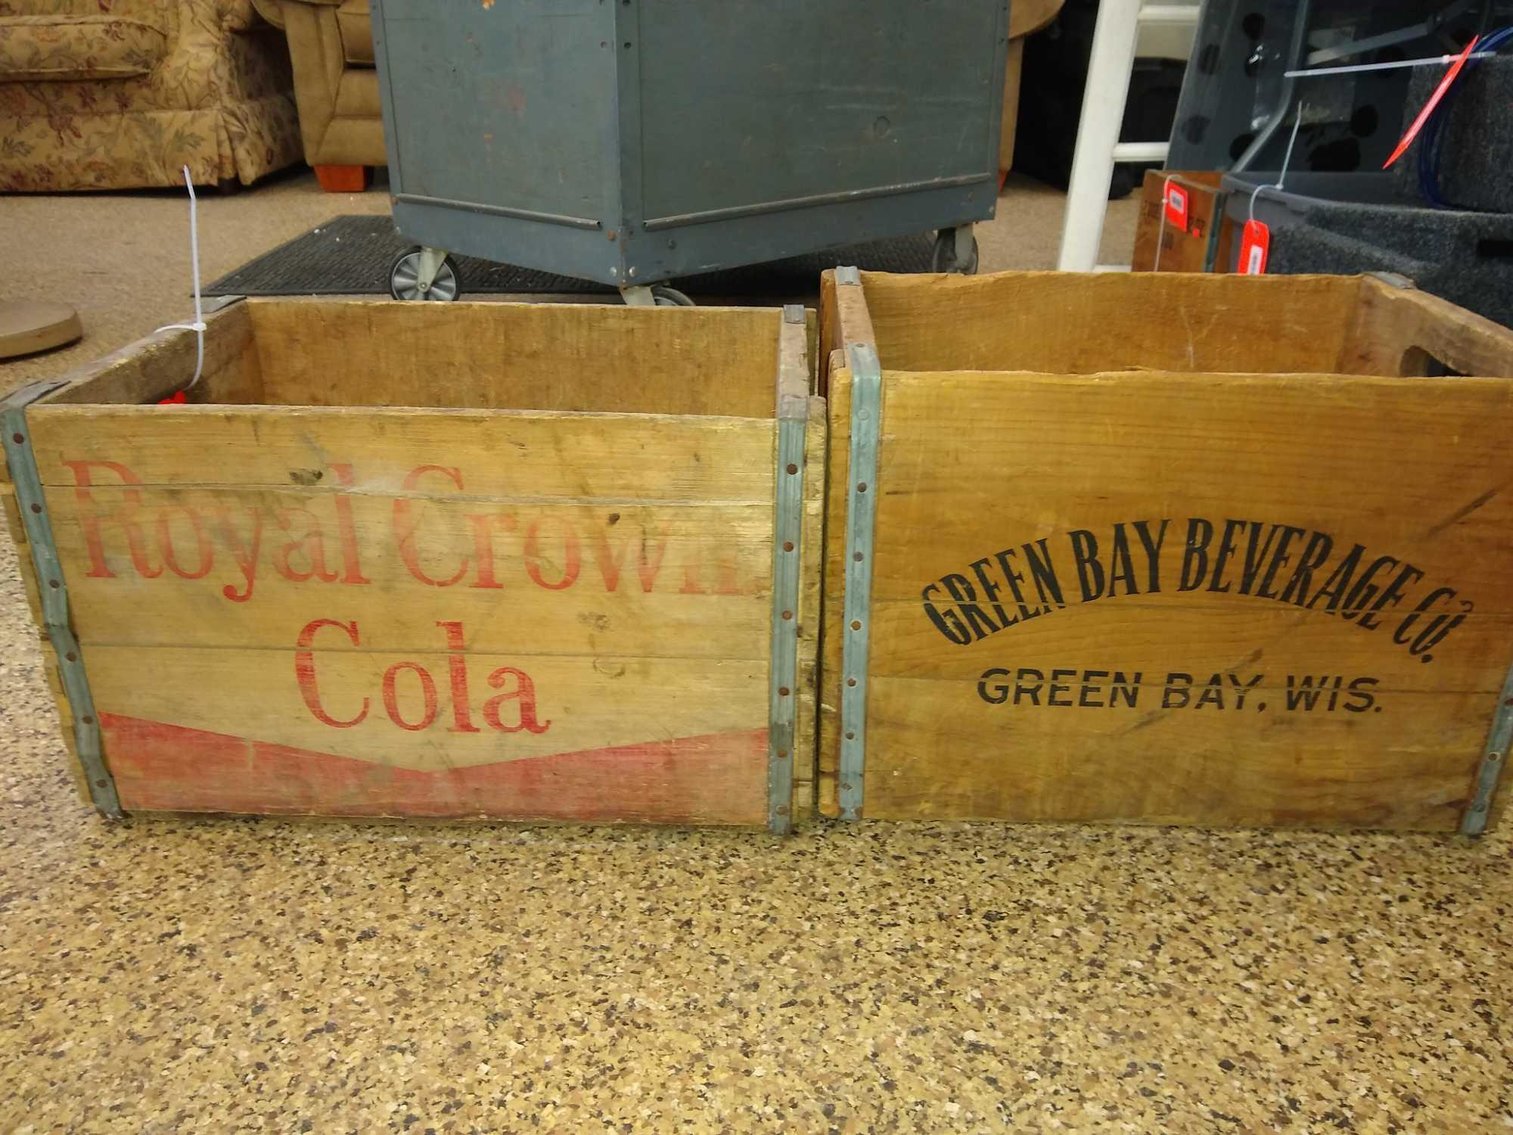 Royal Crown
Cola
GREEN BAY BEVERAGE CO.
GREEN BAY, WIS.